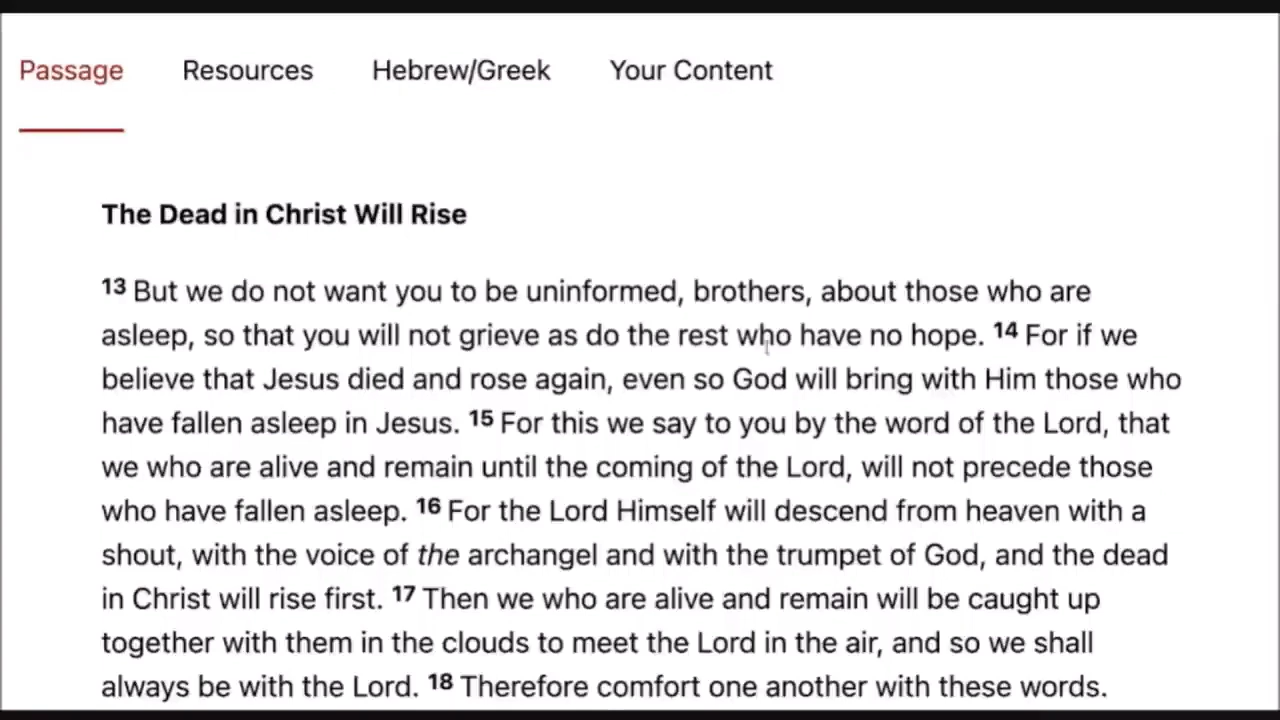 Passage Resources Hebrew/Greek Your Content
The Dead in Christ Will Rise
13 But we do not want you to be uninformed, brothers, about those who are
asleep, so that you will not grieve as do the rest who have no hope. 14 For if we
believe that Jesus died and rose again, even so God will bring with Him those who
have fallen asleep in Jesus. 15 For this we say to you by the word of the Lord, that
we who are alive and remain until the coming of the Lord, will not precede those
who have fallen asleep. 16 For the Lord Himself will descend from heaven with a
shout, with the voice of the archangel and with the trumpet of God, and the dead
in Christ will rise first. 17 Then we who are alive and remain will be caught up
together with them in the clouds to meet the Lord in the air, and so we shall
always be with the Lord. 18 Therefore comfort one another with these words.